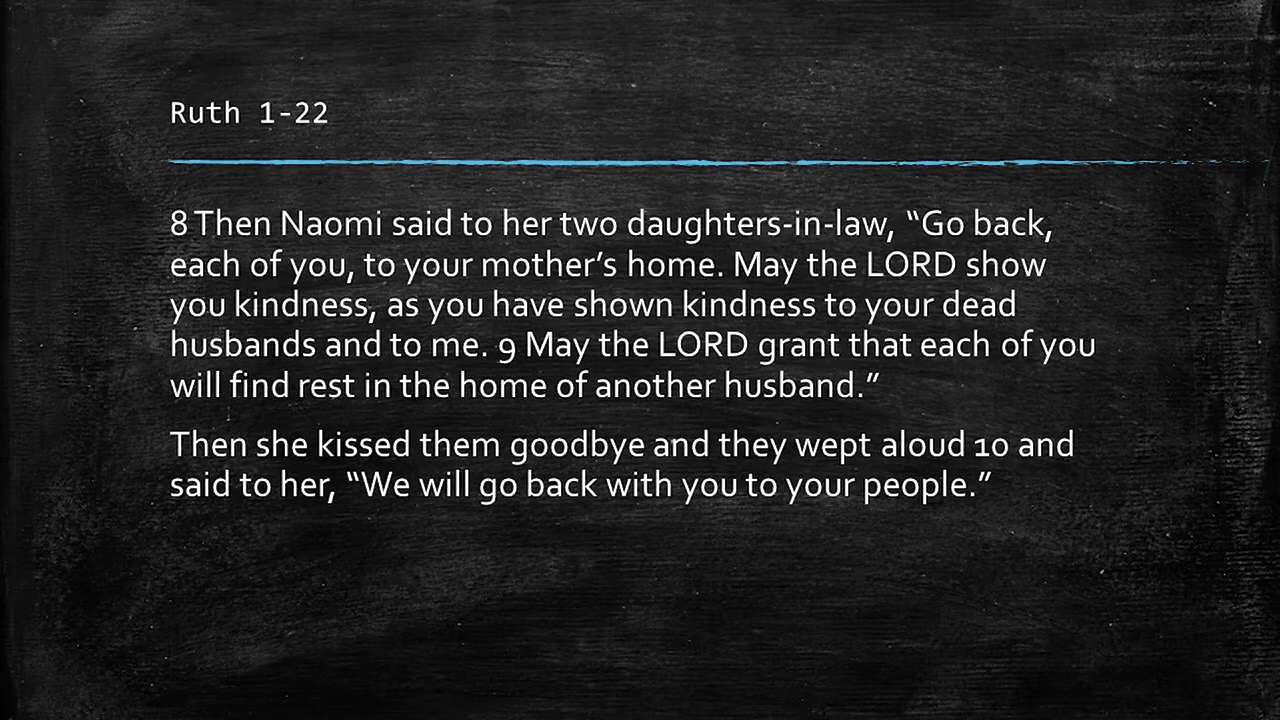 Ruth 1-22
8 Then Naomi said to her two daughters-in-law, “Go back,
each of you, to your mother’s home. May the LORD show
you kindness, as you have shown kindness to your dead
husbands and to me. 9 May the LORD grant that each of you
will find rest in the home of another husband.”
Then she kissed them goodbye and they wept aloud 10 and
said to her, “We will go back with you to your people.”